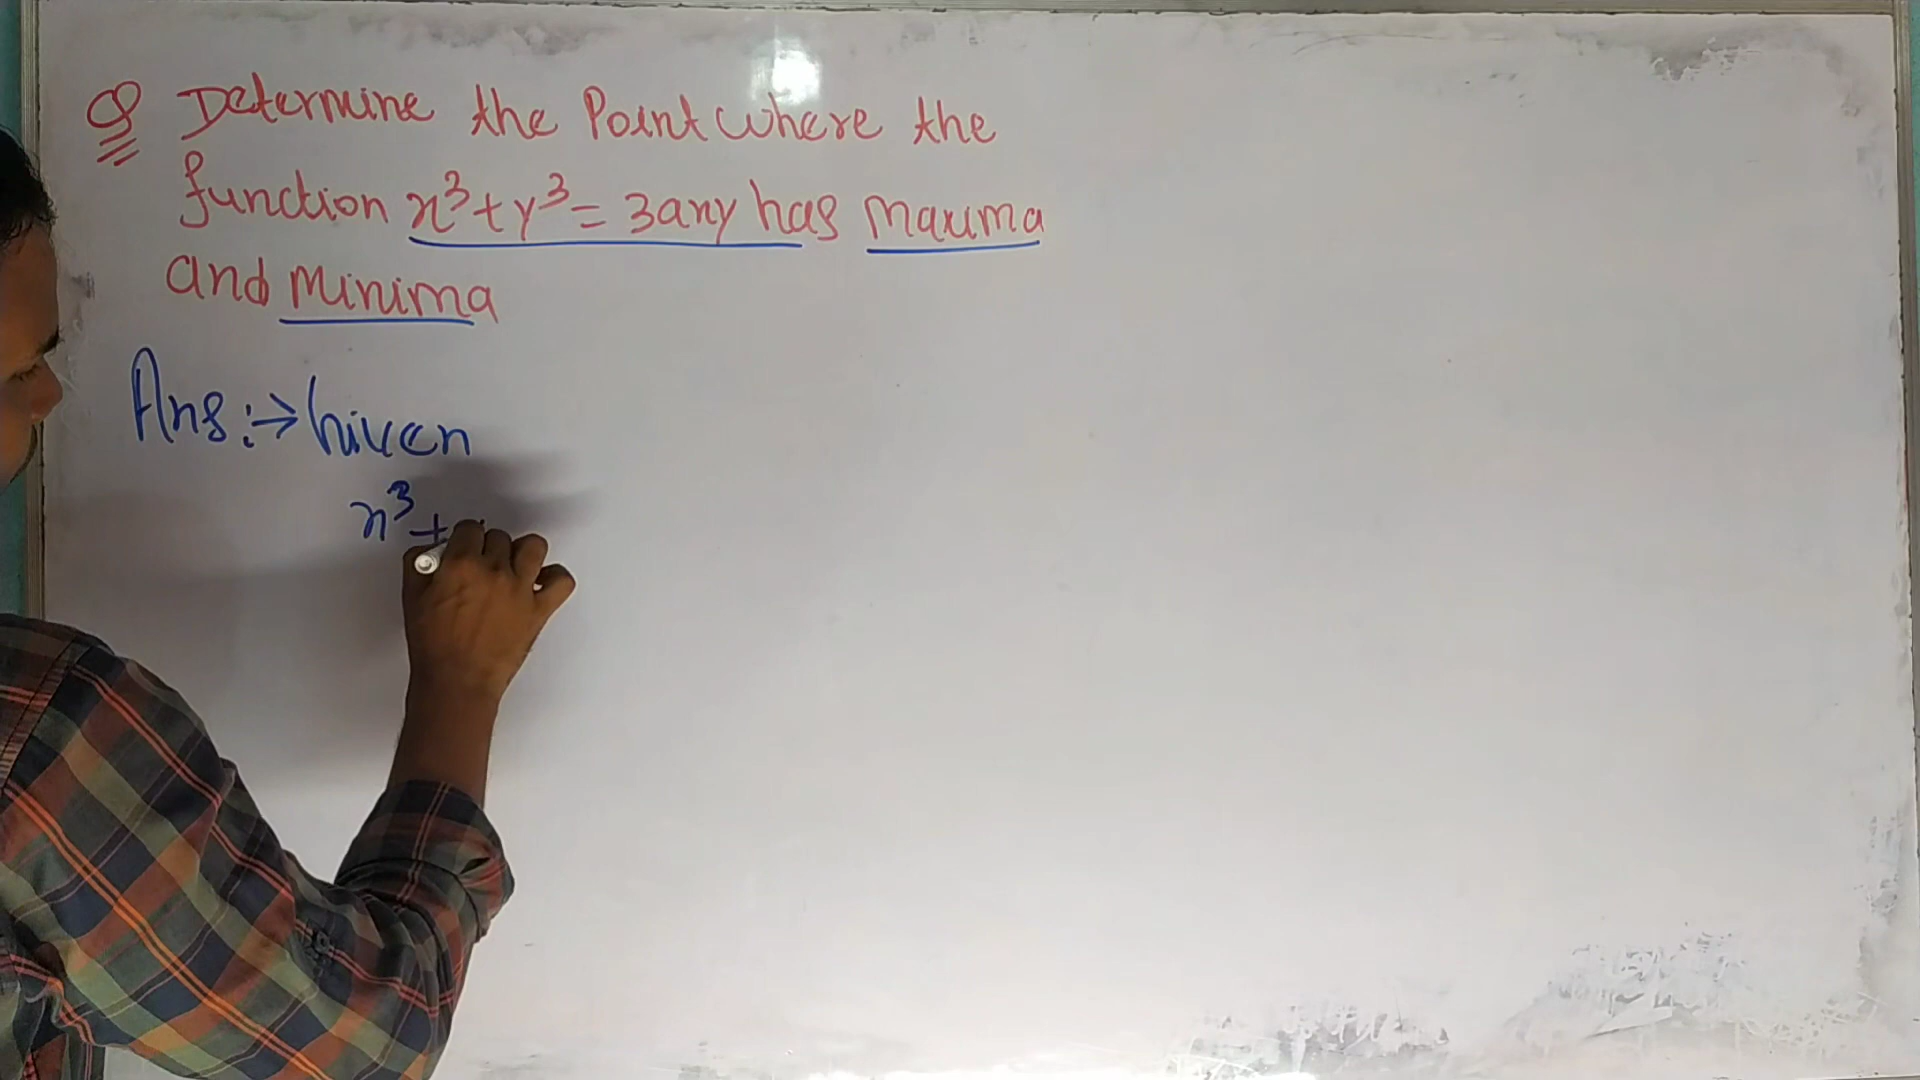 Q Determine the Point where the
function x³+y³=3axy has maxima
and Minima
Ans:→ Given
x³+